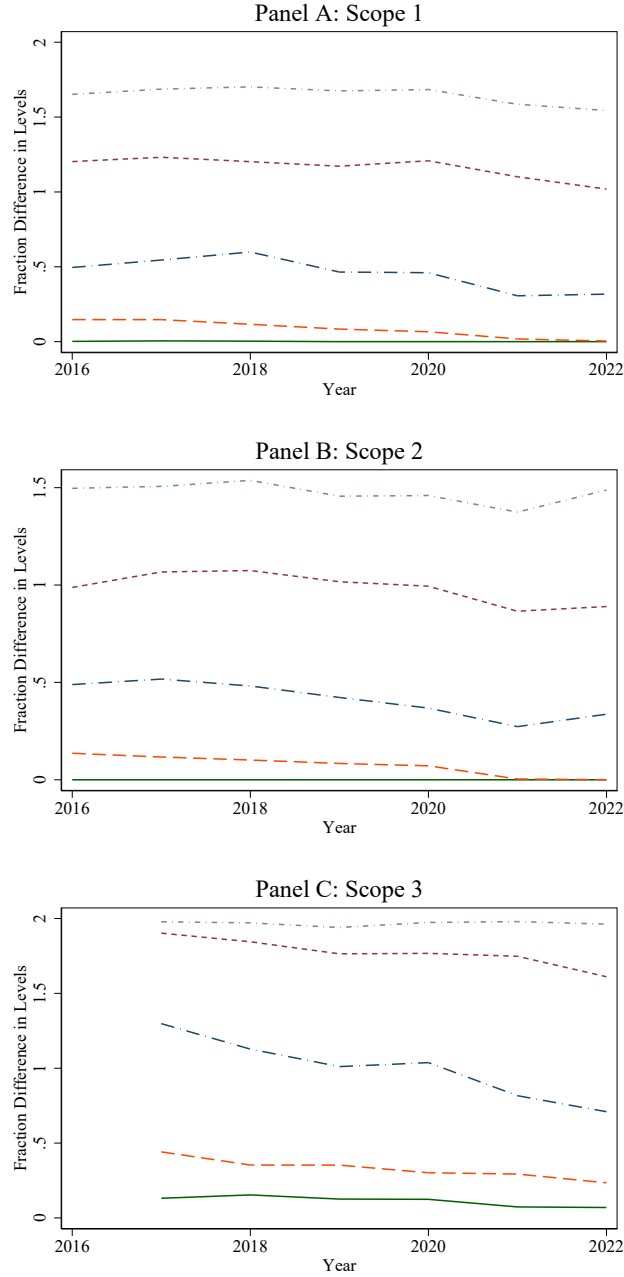 Panel A: Scope 1
Fraction Difference in Levels
2
1.5
1
.5
0
2016 2018 2020 2022
Year
Panel B: Scope 2
Fraction Difference in Levels
1.5
1
.5
0
2016 2018 2020 2022
Year
Panel C: Scope 3
Fraction Difference in Levels
2
1.5
1
.5
0
2016 2018 2020 2022
Year